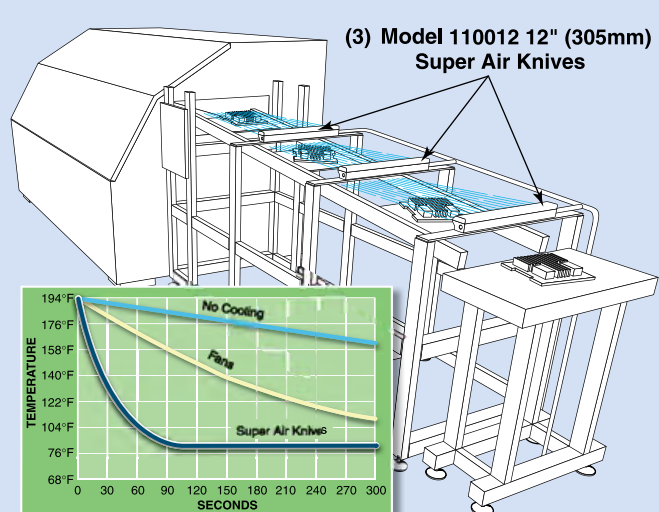 (3) Model 110012 12" (305mm)
Super Air Knives
194°F
176°F
158°F
140°F
122°F
104°F
76°F
68°F
TEMPERATURE
No Cooling
Fans
Super Air Knives
0 30 60 90 120 150 180 210 240 270 300
SECONDS